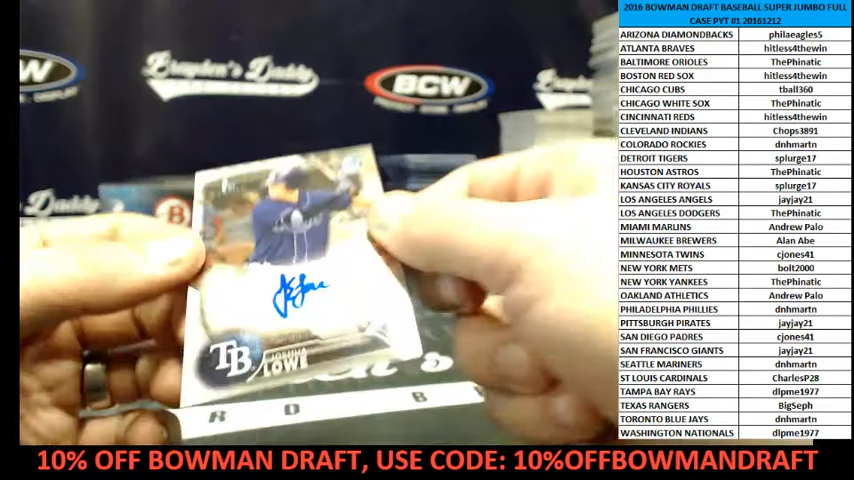 2016 BOWMAN DRAFT BASEBALL SUPER JUMBO FULL
CASE PYT #1 20161212
ARIZONA DIAMONDBACKS philaeagles5
ATLANTA BRAVES hitless4thewin
BALTIMORE ORIOLES ThePhinatic
BOSTON RED SOX hitless4thewin
CHICAGO CUBS tball360
CHICAGO WHITE SOX ThePhinatic
CINCINNATI REDS hitless4thewin
CLEVELAND INDIANS Chops3891
COLORADO ROCKIES dnhmartn
DETROIT TIGERS splurge17
HOUSTON ASTROS ThePhinatic
KANSAS CITY ROYALS splurge17
LOS ANGELES ANGELS jayjay21
LOS ANGELES DODGERS ThePhinatic
MIAMI MARLINS Andrew Palo
MILWAUKEE BREWERS Alan Abe
MINNESOTA TWINS cjones41
NEW YORK METS bolt2000
NEW YORK YANKEES ThePhinatic
OAKLAND ATHLETICS Andrew Palo
PHILADELPHIA PHILLIES dnhmartn
PITTSBURGH PIRATES jayjay21
SAN DIEGO PADRES cjones41
SAN FRANCISCO GIANTS jayjay21
SEATTLE MARINERS dnhmartn
ST LOUIS CARDINALS CharlesP28
TAMPA BAY RAYS dlpme1977
TEXAS RANGERS BigSeph
TORONTO BLUE JAYS dnhmartn
WASHINGTON NATIONALS dlpme1977
W
Brayden's Daddy
BCW
Daddy
B
TB
JOSHUA
LOWE
R D B
10% OFF BOWMAN DRAFT, USE CODE: 10%OFFBOWMANDRAFT